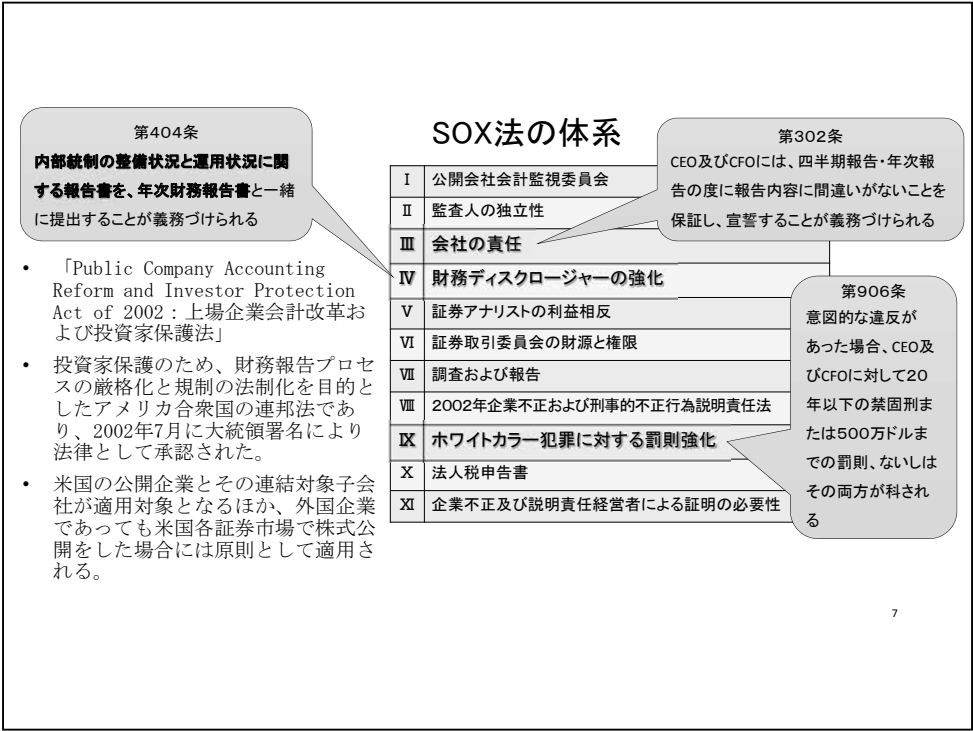 SOX法の体系
第404条
内部統制の整備状況と運用状況に関
する報告書を、年次財務報告書と一緒
に提出することが義務づけられる
第302条
CEO及びCFOには、四半期報告・年次報
告の度に報告内容に間違いがないことを
保証し、宣誓することが義務づけられる
• 「Public Company Accounting
Reform and Investor Protection
Act of 2002：上場企業会計改革お
よび投資家保護法」
• 投資家保護のため、財務報告プロセ
スの厳格化と規制の法制化を目的と
したアメリカ合衆国の連邦法であ
り、2002年7月に大統領署名により
法律として承認された。
• 米国の公開企業とその連結対象子会
社が適用対象となるほか、外国企業
であっても米国各証券市場で株式公
開をした場合には原則として適用さ
れる。
Ⅰ 公開会社会計監視委員会
Ⅱ 監査人の独立性
Ⅲ 会社の責任
Ⅳ 財務ディスクロージャーの強化
Ⅴ 証券アナリストの利益相反
Ⅵ 証券取引委員会の財源と権限
Ⅶ 調査および報告
Ⅷ 2002年企業不正および刑事的不正行為説明責任法
Ⅸ ホワイトカラー犯罪に対する罰則強化
Ⅹ 法人税申告書
Ⅺ 企業不正及び説明責任経営者による証明の必要性
第906条
意図的な違反が
あった場合、CEO及
びCFOに対して20
年以下の禁固刑ま
たは500万ドルま
での罰則、ないしは
その両方が科され
る
7